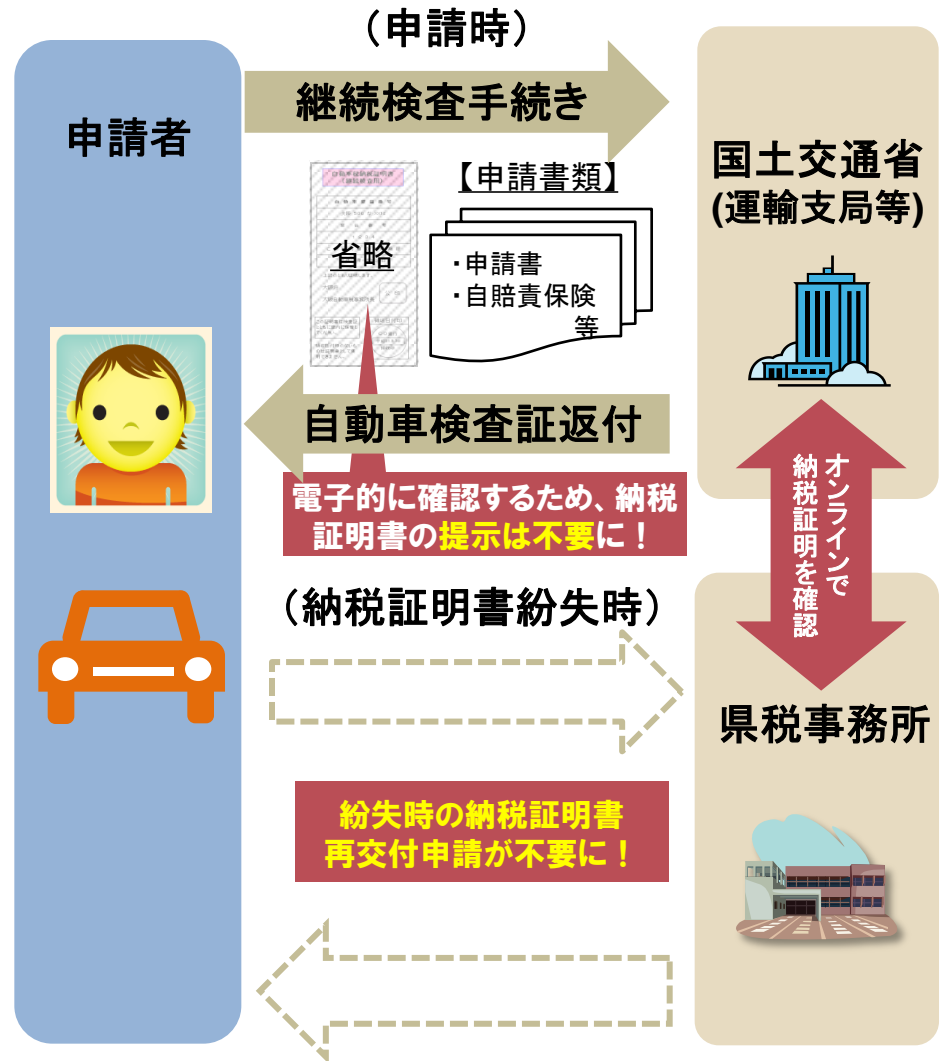 （申請時）
申請者
継続検査手続き
国土交通省
(運輸支局等)
【申請書類】
省略
・申請書
・自賠責保険
等
自動車検査証返付
電子的に確認するため、納税
証明書の提示は不要に！
オンラインで
納税証明を確認
（納税証明書紛失時）
県税事務所
紛失時の納税証明書
再交付申請が不要に！